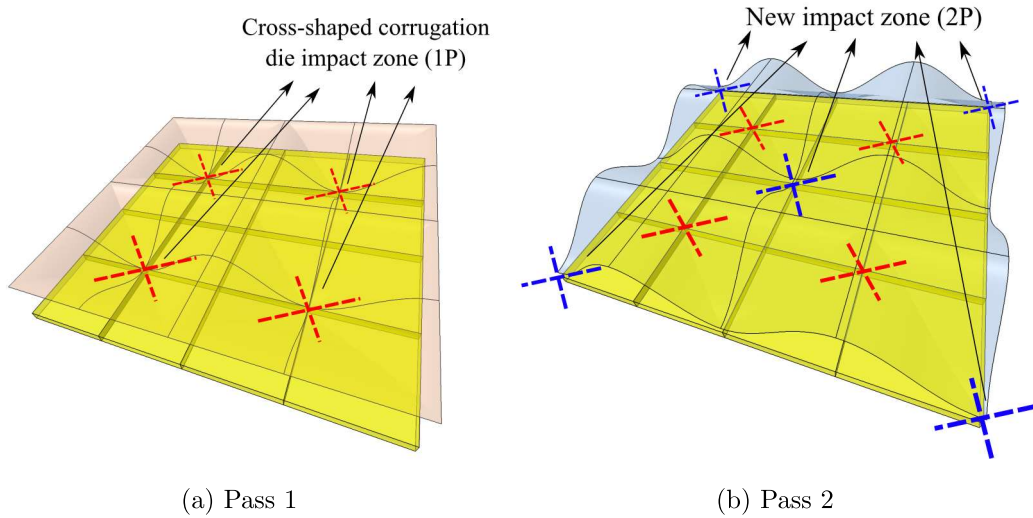 Cross-shaped corrugation
die impact zone (1P)
New impact zone (2P)
(a) Pass 1
(b) Pass 2